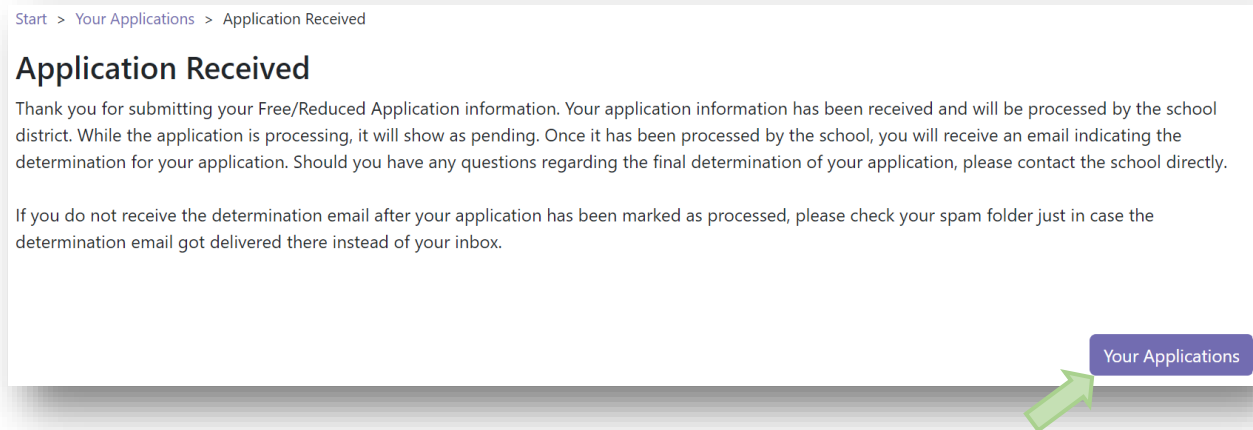 Start > Your Applications > Application Received
Application Received
Thank you for submitting your Free/Reduced Application information. Your application information has been received and will be processed by the school
district. While the application is processing, it will show as pending. Once it has been processed by the school, you will receive an email indicating the
determination for your application. Should you have any questions regarding the final determination of your application, please contact the school directly.
If you do not receive the determination email after your application has been marked as processed, please check your spam folder just in case the
determination email got delivered there instead of your inbox.
Your Applications